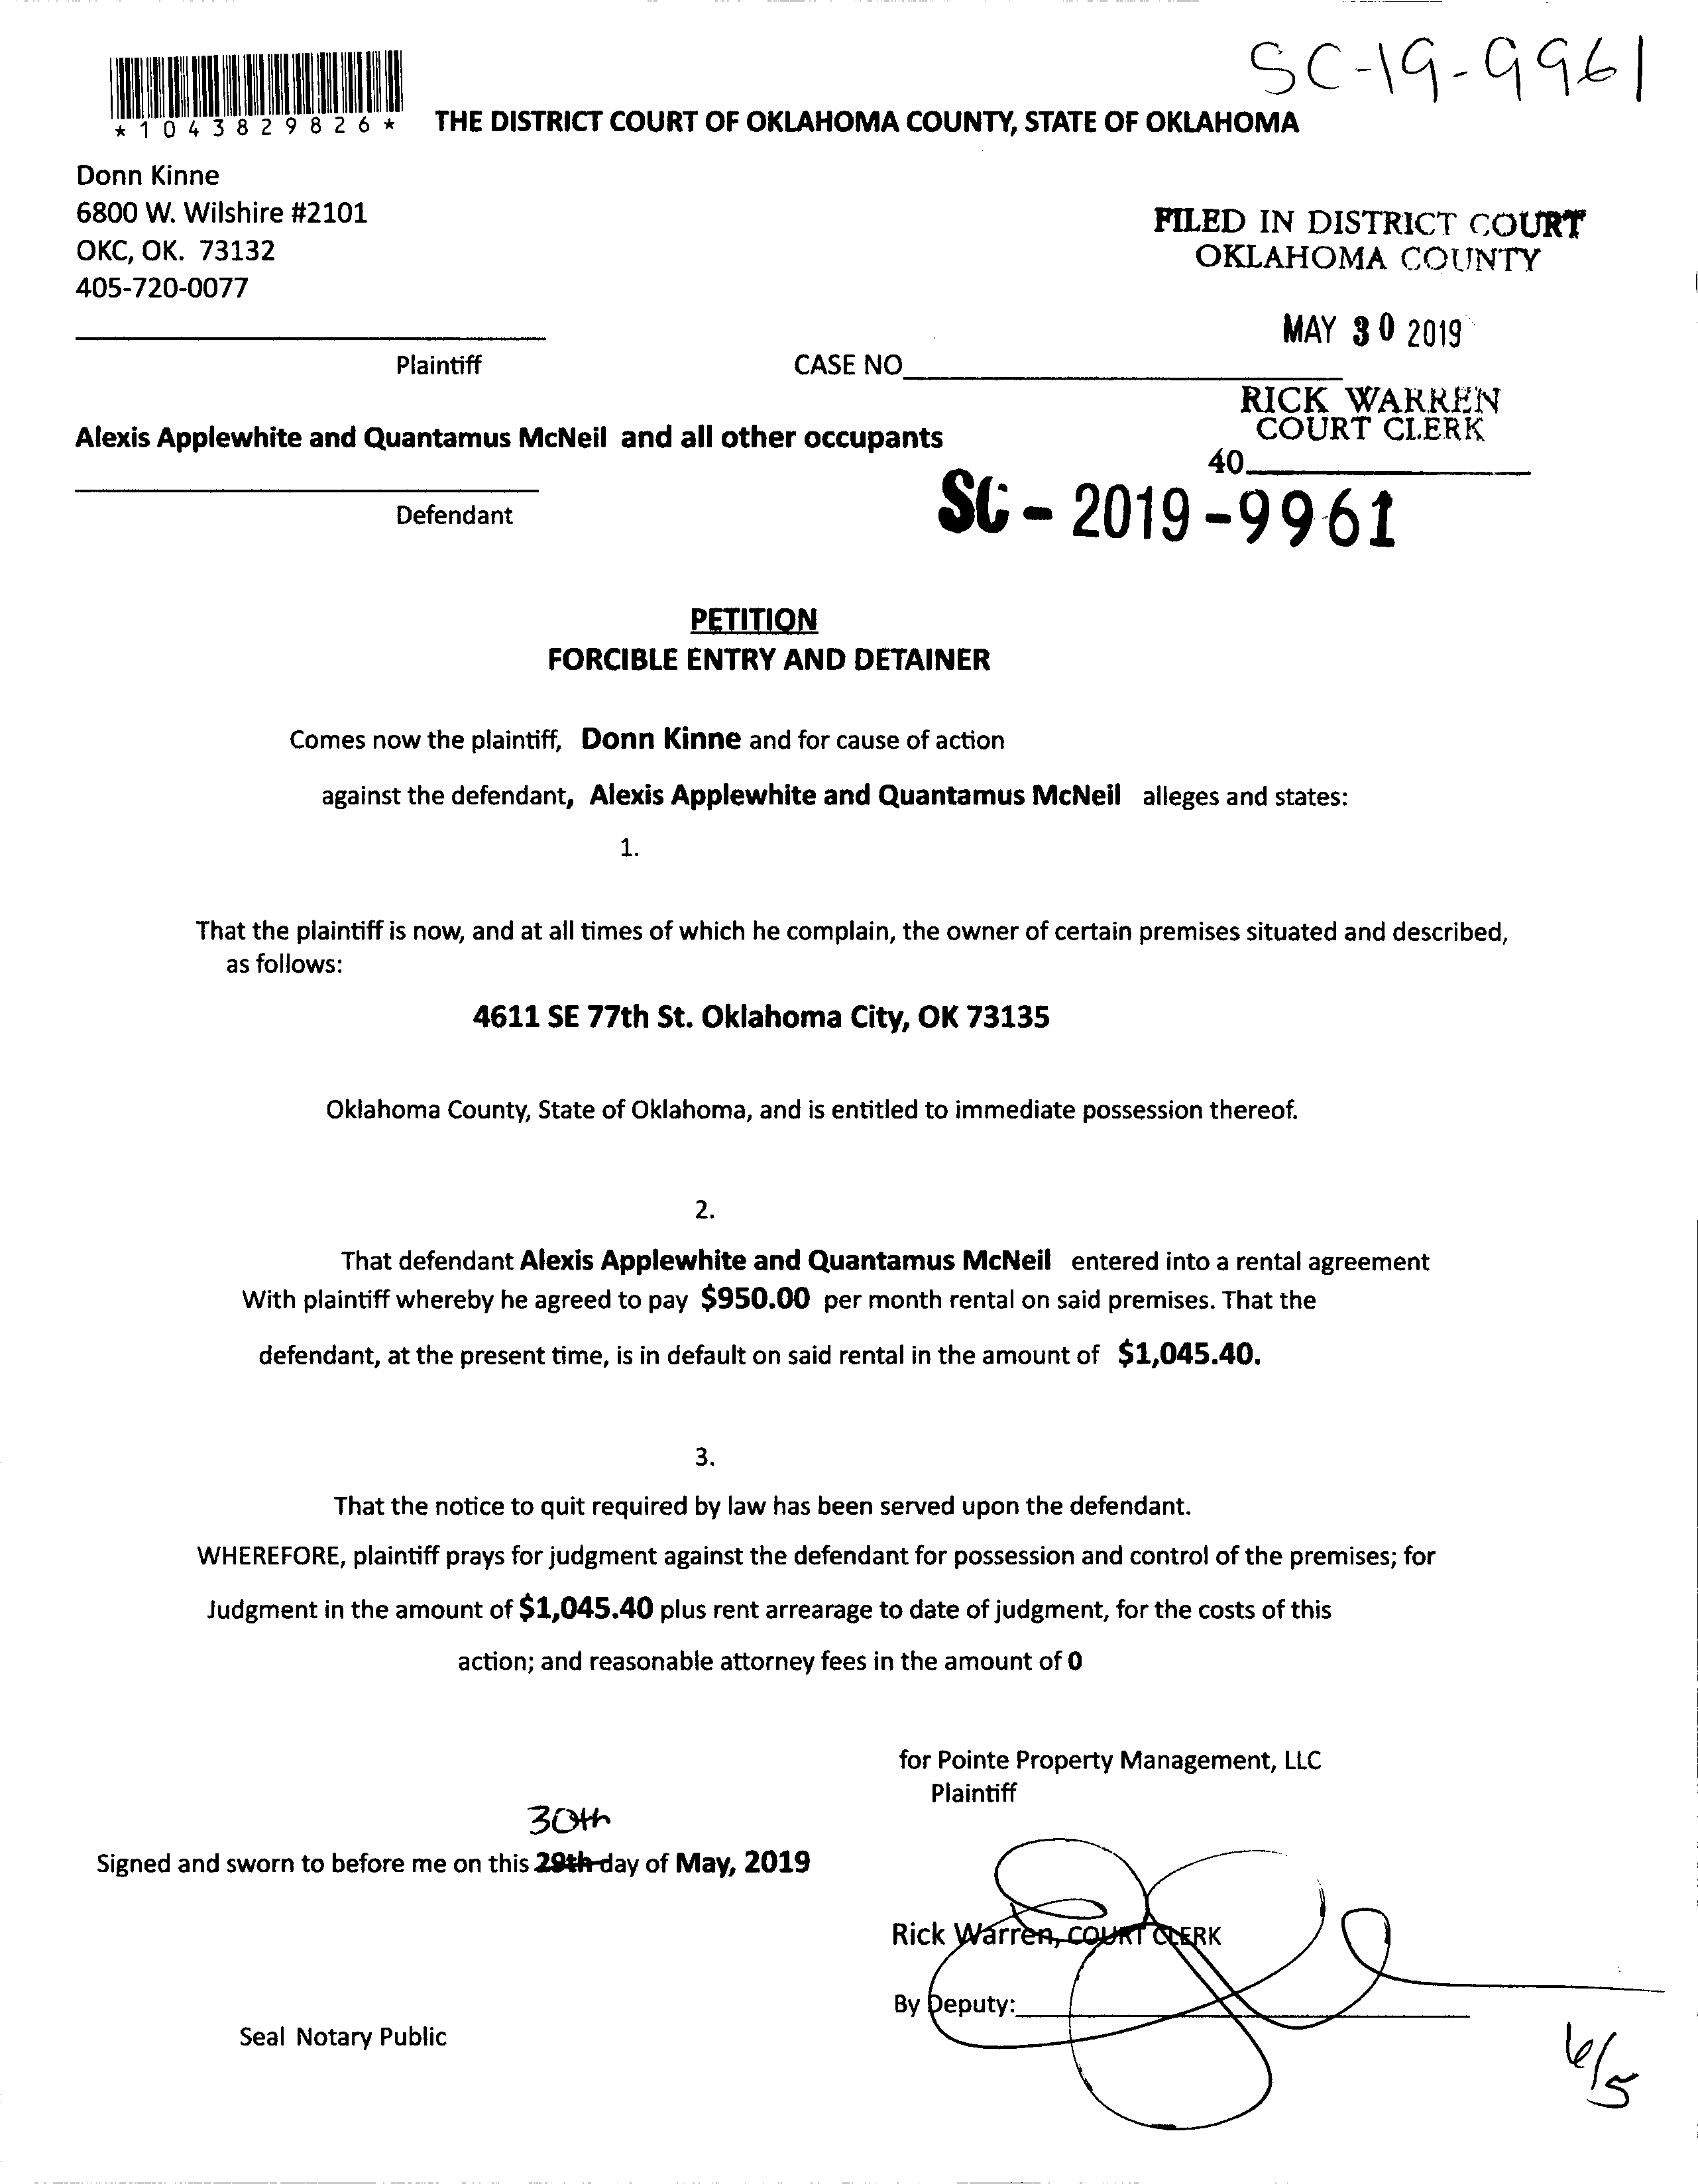 SC-19-9961
*1043829826*
THE DISTRICT COURT OF OKLAHOMA COUNTY, STATE OF OKLAHOMA
Donn Kinne
6800 W. Wilshire #2101
OKC, OK. 73132
405-720-0077
FILED IN DISTRICT COURT
OKLAHOMA COUNTY
MAY 30 2019
Plaintiff
CASE NO
RICK WARREN
COURT CLERK
Alexis Applewhite and Quantamus McNeil and all other occupants
40
Defendant
SC - 2019 - 9961
PETITION
FORCIBLE ENTRY AND DETAINER
Comes now the plaintiff, Donn Kinne and for cause of action
against the defendant, Alexis Applewhite and Quantamus McNeil alleges and states:
1.
That the plaintiff is now, and at all times of which he complain, the owner of certain premises situated and described,
as follows:
4611 SE 77th St. Oklahoma City, OK 73135
Oklahoma County, State of Oklahoma, and is entitled to immediate possession thereof.
2.
That defendant Alexis Applewhite and Quantamus McNeil entered into a rental agreement
With plaintiff whereby he agreed to pay $950.00 per month rental on said premises. That the
defendant, at the present time, is in default on said rental in the amount of $1,045.40.
3.
That the notice to quit required by law has been served upon the defendant.
WHEREFORE, plaintiff prays for judgment against the defendant for possession and control of the premises; for
Judgment in the amount of $1,045.40 plus rent arrearage to date of judgment, for the costs of this
action; and reasonable attorney fees in the amount of 0
for Pointe Property Management, LLC
Plaintiff
30th
Signed and sworn to before me on this 29th day of May, 2019
Rick Warren, COURT CLERK
By Deputy:
Seal Notary Public
6/5